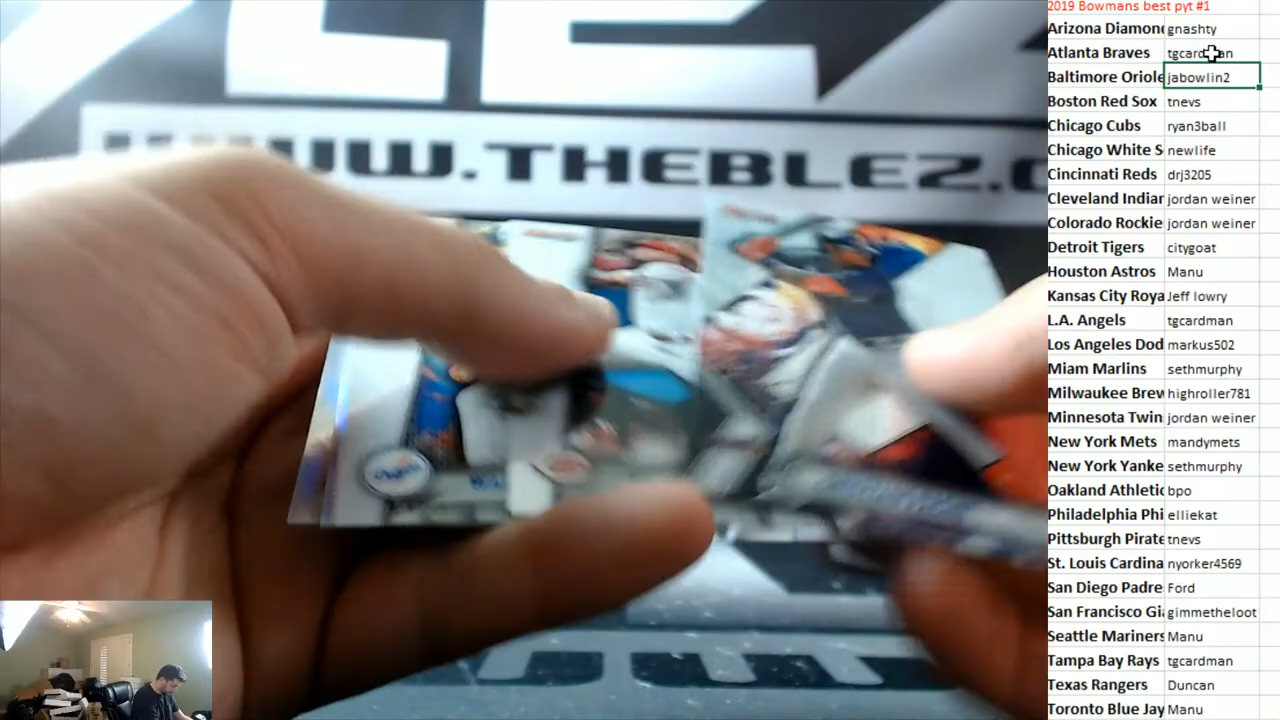 WWW.THEBLEZ.C
2019 Bowmans best pyt #1
Arizona Diamond gnashty
Atlanta Braves tgcardman
Baltimore Oriole jabowlin2
Boston Red Sox tnevs
Chicago Cubs ryan3ball
Chicago White S newlife
Cincinnati Reds drj3205
Cleveland Indian jordan weiner
Colorado Rockie jordan weiner
Detroit Tigers citygoat
Houston Astros Manu
Kansas City Roya Jeff lowry
L.A. Angels tgcardman
Los Angeles Dod markus502
Miam Marlins sethmurphy
Milwaukee Brew highroller781
Minnesota Twin jordan weiner
New York Mets mandymets
New York Yanke sethmurphy
Oakland Athletic bpo
Philadelphia Phi elliekat
Pittsburgh Pirate tnevs
St. Louis Cardina nyorker4569
San Diego Padre Ford
San Francisco Gi gimmetheloot
Seattle Mariners Manu
Tampa Bay Rays tgcardman
Texas Rangers Duncan
Toronto Blue Jay Manu